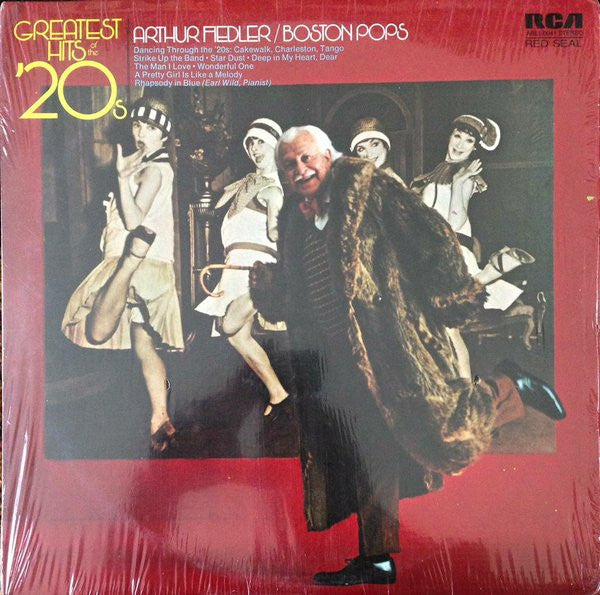 GREATEST
HITS of the
'20s
ARTHUR FIEDLER/BOSTON POPS
Dancing Through the '20s: Cakewalk, Charleston, Tango
Strike Up the Band • Star Dust • Deep in My Heart, Dear
The Man I Love • Wonderful One
A Pretty Girl Is Like a Melody
Rhapsody in Blue (Earl Wild, Pianist)
RCA
ARL1-0041 STEREO
RED SEAL